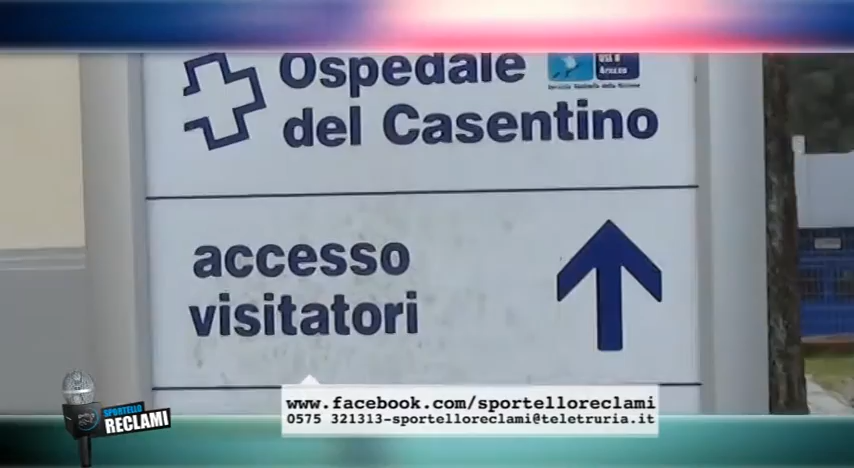 Ospedale
del Casentino
accesso
visitatori
www.facebook.com/sportelloreclami
0575 321313-sportelloreclami@teletruria.it
SPORTELLO
RECLAMI